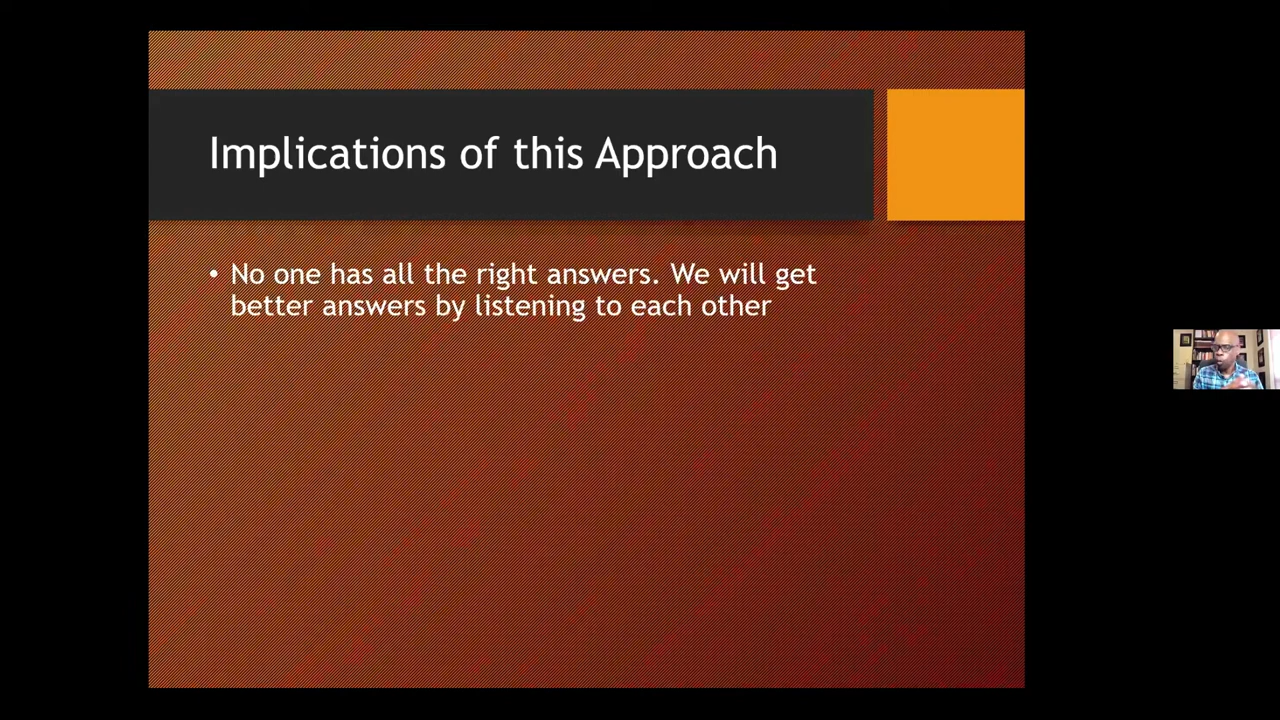 Implications of this Approach
• No one has all the right answers. We will get
better answers by listening to each other